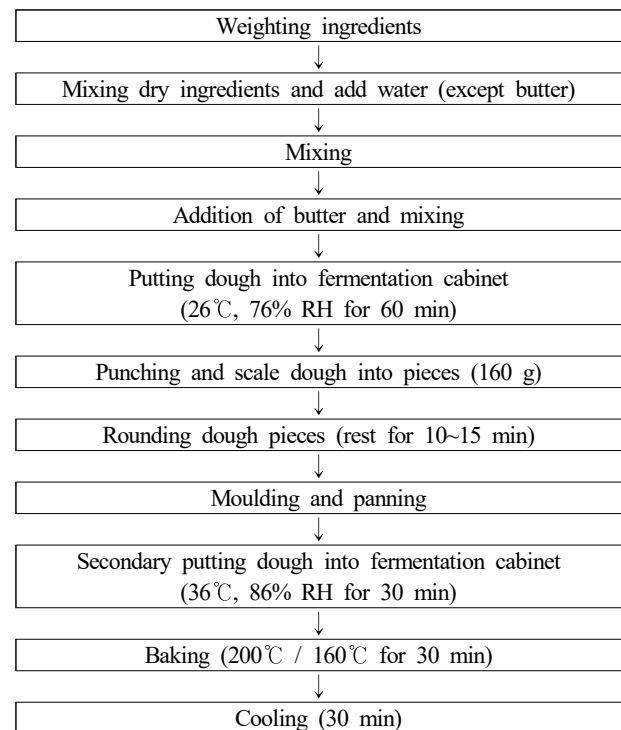 Weighting ingredients
Mixing dry ingredients and add water (except butter)
Mixing
Addition of butter and mixing
Putting dough into fermentation cabinet
(26℃, 76% RH for 60 min)
Punching and scale dough into pieces (160 g)
Rounding dough pieces (rest for 10~15 min)
Moulding and panning
Secondary putting dough into fermentation cabinet
(36℃, 86% RH for 30 min)
Baking (200℃ / 160℃ for 30 min)
Cooling (30 min)